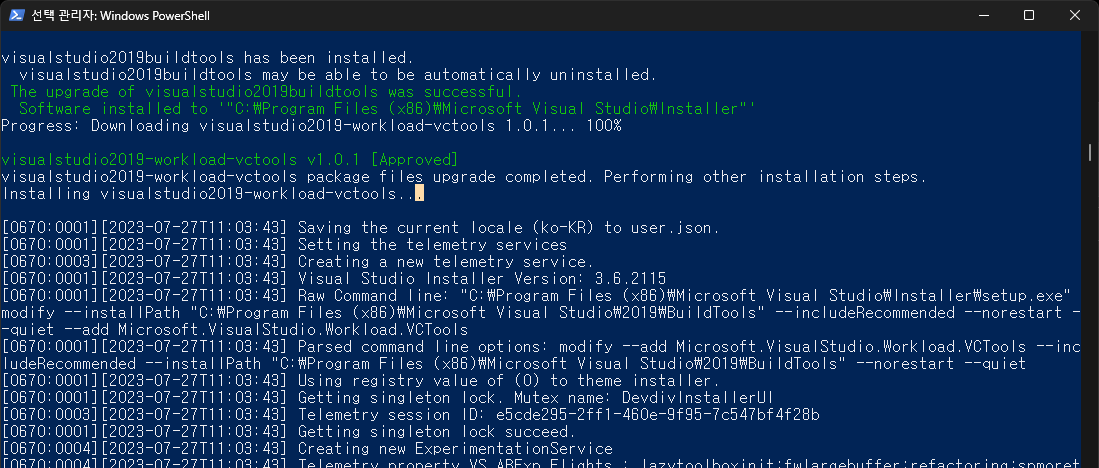 선택 관리자: Windows PowerShell
visualstudio2019buildtools has been installed.
visualstudio2019buildtools may be able to be automatically uninstalled.
The upgrade of visualstudio2019buildtools was successful.
Software installed to '"C:₩Program Files (x86)₩Microsoft Visual Studio₩Installer"'
Progress: Downloading visualstudio2019-workload-vctools 1.0.1... 100%
visualstudio2019-workload-vctools v1.0.1 [Approved]
visualstudio2019-workload-vctools package files upgrade completed. Performing other installation steps.
Installing visualstudio2019-workload-vctools...
[0670:0001][2023-07-27T11:03:43] Saving the current locale (ko-KR) to user.json.
[0670:0001][2023-07-27T11:03:43] Setting the telemetry services
[0670:0003][2023-07-27T11:03:43] Creating a new telemetry service.
[0670:0001][2023-07-27T11:03:43] Visual Studio Installer Version: 3.6.2115
[0670:0001][2023-07-27T11:03:43] Raw Command line: "C:₩Program Files (x86)₩Microsoft Visual Studio₩Installer₩setup.exe"
modify --installPath "C:₩Program Files (x86)₩Microsoft Visual Studio₩2019₩BuildTools" --includeRecommended --norestart -
-quiet --add Microsoft.VisualStudio.Workload.VCTools
[0670:0001][2023-07-27T11:03:43] Parsed command line options: modify --add Microsoft.VisualStudio.Workload.VCTools --inc
ludeRecommended --installPath "C:₩Program Files (x86)₩Microsoft Visual Studio₩2019₩BuildTools" --norestart --quiet
[0670:0001][2023-07-27T11:03:43] Using registry value of (0) to theme installer.
[0670:0001][2023-07-27T11:03:43] Getting singleton lock. Mutex name: DevdivInstallerUI
[0670:0003][2023-07-27T11:03:43] Telemetry session ID: e5cde295-2ff1-460e-9f95-7c547bf4f28b
[0670:0001][2023-07-27T11:03:43] Getting singleton lock succeed.
[0670:0004][2023-07-27T11:03:43] Creating new ExperimentationService
[0670:0004][2023-07-27T11:03:43] Telemetry property VS.ABExp.Flights : lazytoolboxinit;fwlargebuffer;refactoring;spmoret